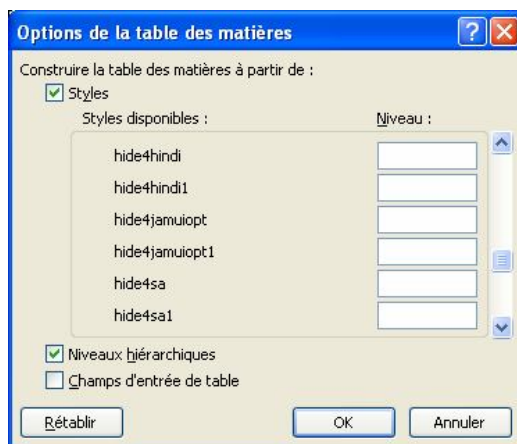 Options de la table des matières
Construire la table des matières à partir de :
Styles
Styles disponibles : Niveau :
hide4hindi
hide4hindi1
hide4jamuiopt
hide4jamuiopt1
hide4sa
hide4sa1
Niveaux hiérarchiques
Champs d'entrée de table
Rétablir OK Annuler